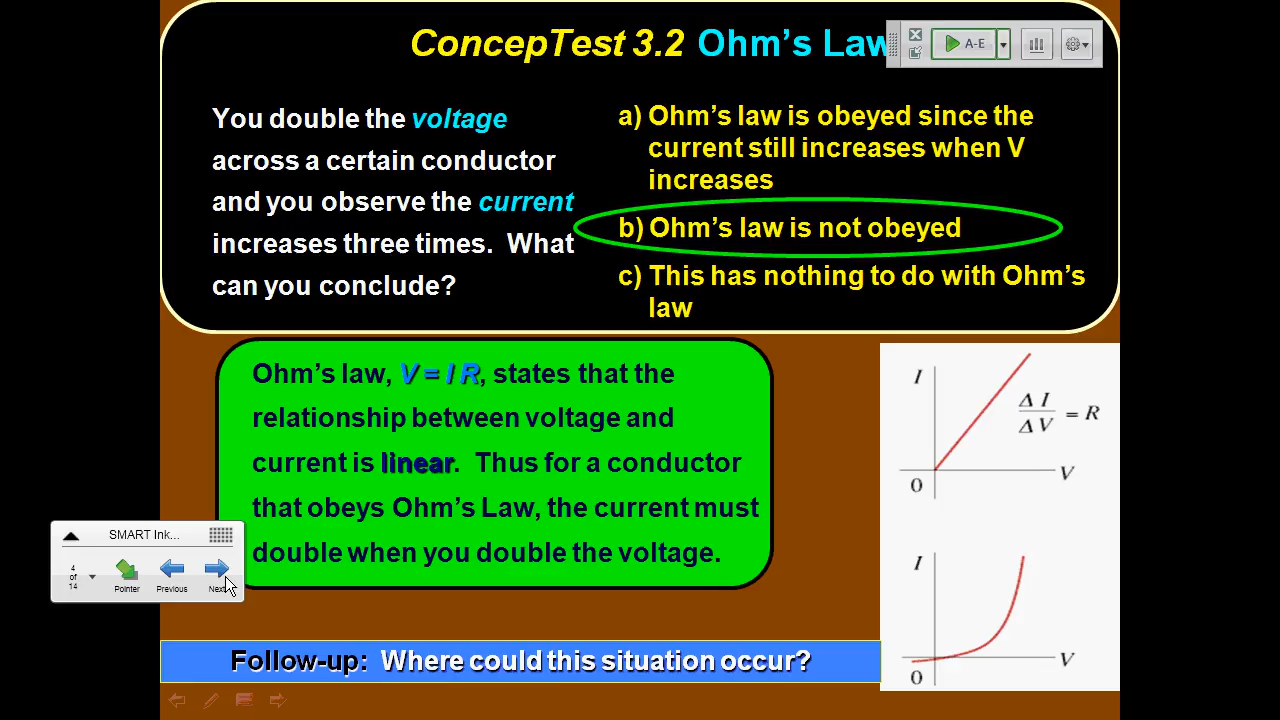 ConcepTest 3.2 Ohm's Law
A-E
You double the voltage
across a certain conductor
and you observe the current
increases three times. What
can you conclude?
a) Ohm's law is obeyed since the
current still increases when V
increases
b) Ohm's law is not obeyed
c) This has nothing to do with Ohm's
law
Ohm's law, V = I R, states that the
relationship between voltage and
current is linear. Thus for a conductor
that obeys Ohm's Law, the current must
double when you double the voltage.
I
Δ I
Δ V
= R
0
V
I
0
V
SMART Ink...
4
of
14
Pointer
Previous
Next
Follow-up: Where could this situation occur?